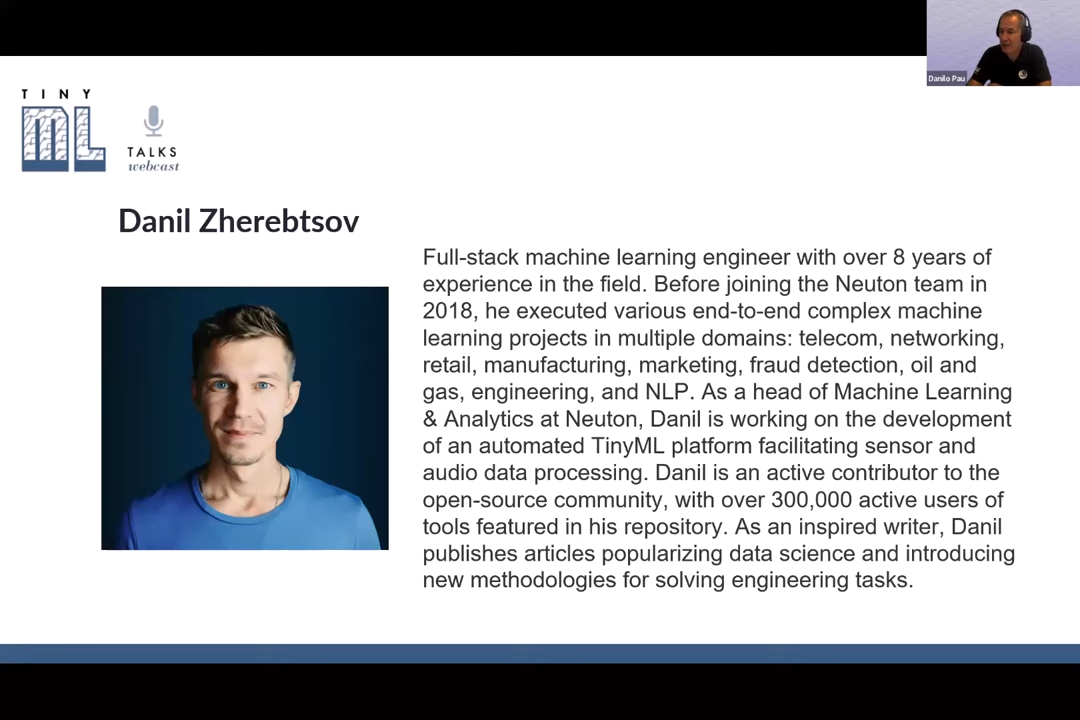 Danilo Pau
TINY
ML
TALKS
webcast
Danil Zherebtsov
Full-stack machine learning engineer with over 8 years of
experience in the field. Before joining the Neuton team in
2018, he executed various end-to-end complex machine
learning projects in multiple domains: telecom, networking,
retail, manufacturing, marketing, fraud detection, oil and
gas, engineering, and NLP. As a head of Machine Learning
& Analytics at Neuton, Danil is working on the development
of an automated TinyML platform facilitating sensor and
audio data processing. Danil is an active contributor to the
open-source community, with over 300,000 active users of
tools featured in his repository. As an inspired writer, Danil
publishes articles popularizing data science and introducing
new methodologies for solving engineering tasks.